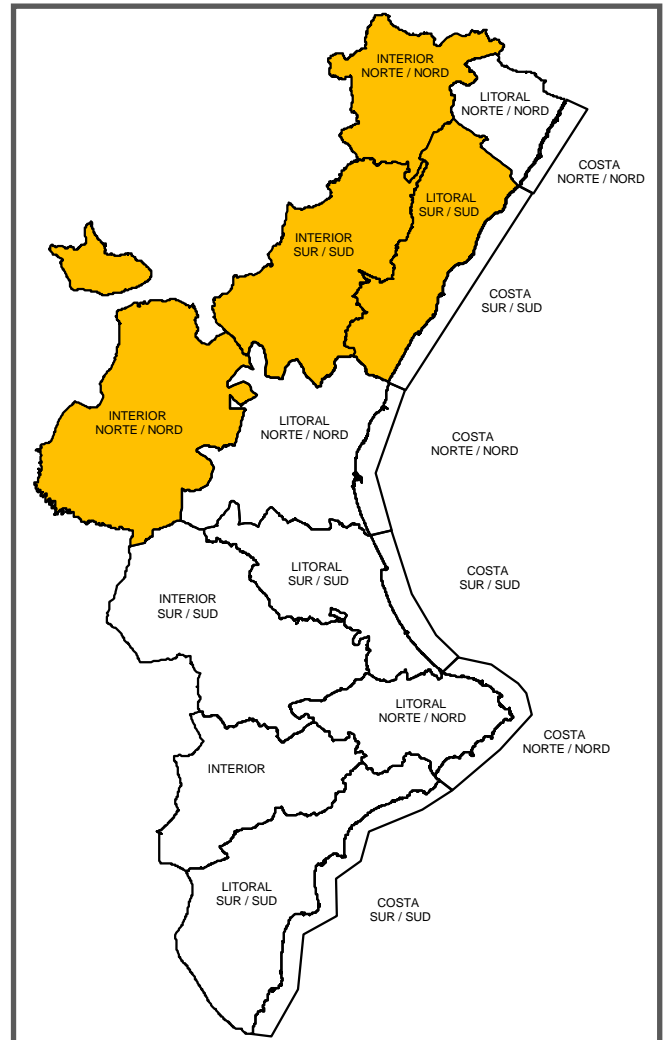 INTERIOR
NORTE / NORD
LITORAL
NORTE / NORD
COSTA
NORTE / NORD
LITORAL
SUR / SUD
INTERIOR
SUR / SUD
COSTA
SUR / SUD
INTERIOR
NORTE / NORD
LITORAL
NORTE / NORD
COSTA
NORTE / NORD
LITORAL
SUR / SUD
COSTA
SUR / SUD
INTERIOR
SUR / SUD
LITORAL
NORTE / NORD
COSTA
NORTE / NORD
INTERIOR
LITORAL
SUR / SUD
COSTA
SUR / SUD